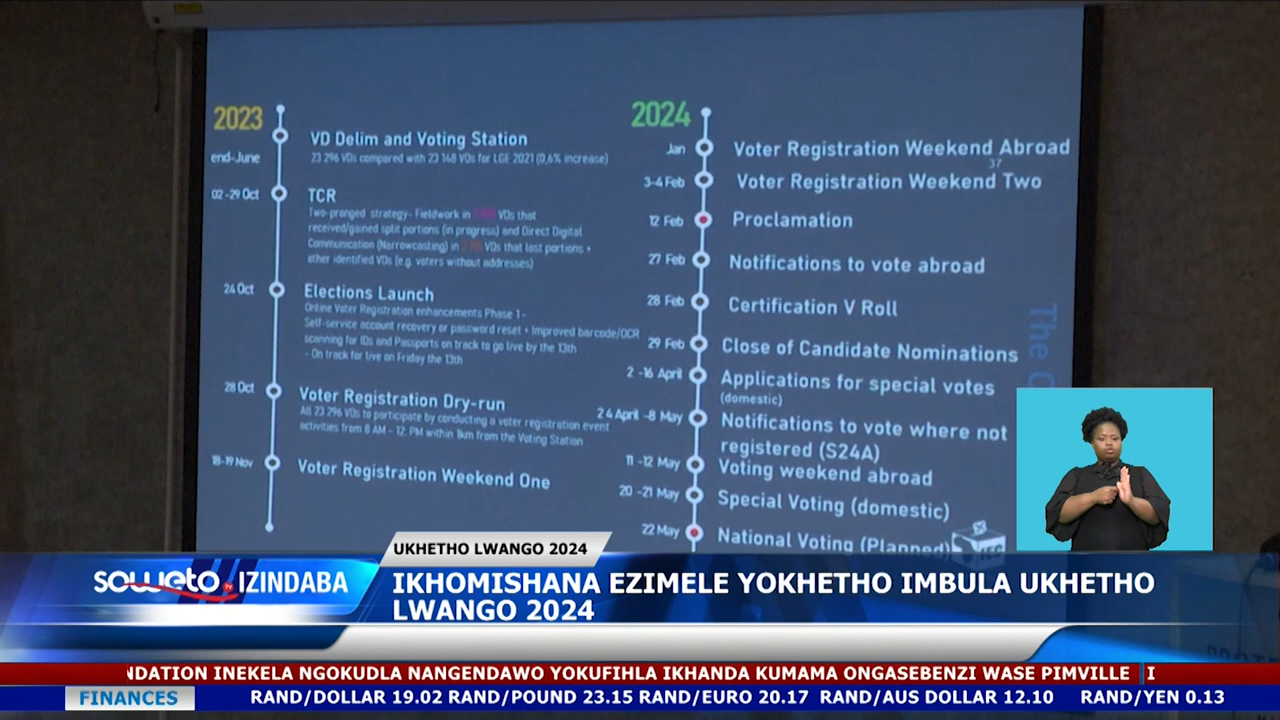 2023
VD Delim and Voting Station
end-June
23 296 VDs compared with 23 148 VDs for LGE 2021 (0,6% increase)
02 -29 Oct
TCR
Two-pronged strategy- Fieldwork in VDs that
received/gained split portions (in progress) and Direct Digital
Communication (Narrowcasting) in VDs that lost portions +
other identified VDs (e.g. voters without addresses)
24 Oct
Elections Launch
Online Voter Registration enhancements Phase 1 -
Self-service account recovery or password reset + Improved barcode/OCR
scanning for IDs and Passports on track to go live by the 13th
- On track for live on Friday the 13th
28 Oct
Voter Registration Dry-run
All 23 296 VDs to participate by conducting a voter registration event
activities from 8 AM - 12: PM within 1km from the Voting Station
18-19 Nov
Voter Registration Weekend One
2024
Jan
Voter Registration Weekend Abroad
37
3-4 Feb
Voter Registration Weekend Two
12 Feb
Proclamation
27 Feb
Notifications to vote abroad
28 Feb
Certification V Roll
29 Feb
Close of Candidate Nominations
2 -16 April
Applications for special votes
(domestic)
24 April -8 May
Notifications to vote where not
registered (S24A)
11 -12 May
Voting weekend abroad
20 -21 May
Special Voting (domestic)
22 May
National Voting (Planned)
IEC
The
UKHETHO LWANGO 2024
soweto TV IZINDABA
IKHOMISHANA EZIMELE YOKHETHO IMBULA UKHETHO
LWANGO 2024
NDATION INEKELA NGOKUDLA NANGENDAWO YOKUFIHLA IKHANDA KUMAMA ONGASEBENZI WASE PIMVILLE I
FINANCES RAND/DOLLAR 19.02 RAND/POUND 23.15 RAND/EURO 20.17 RAND/AUS DOLLAR 12.10 RAND/YEN 0.13